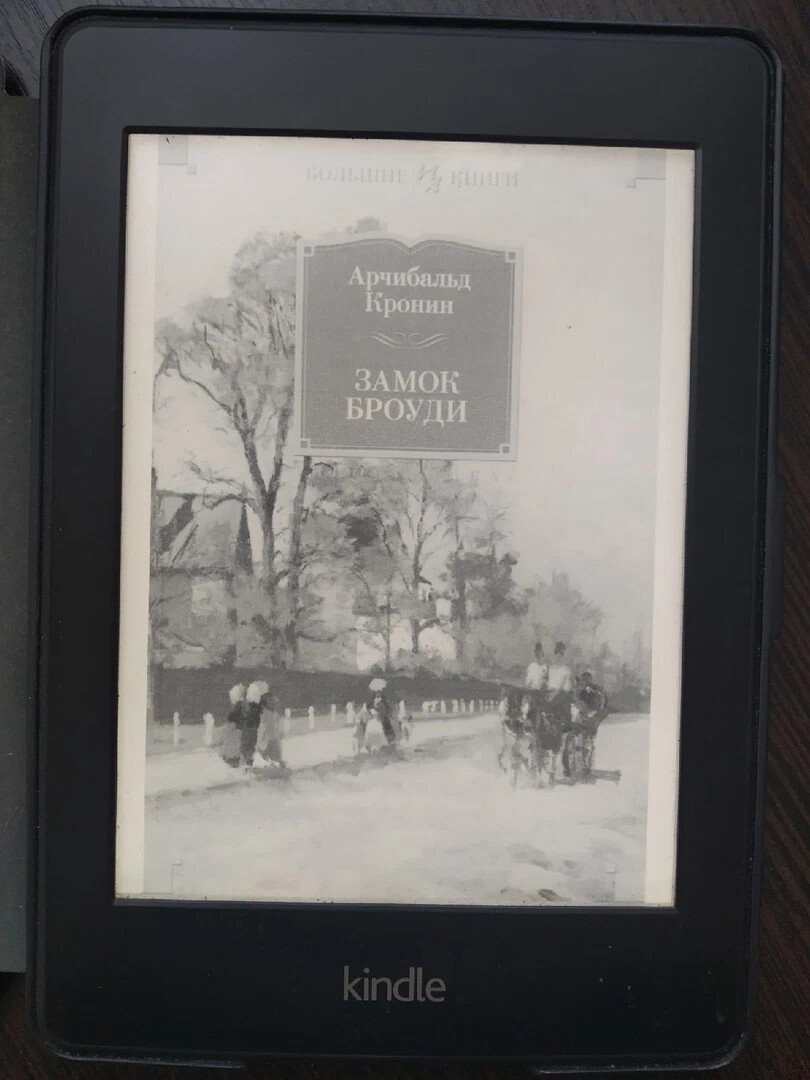 БОЛЬШИЕ КНИГИ
Арчибальд
Кронин
ЗАМОК
БРОУДИ
kindle